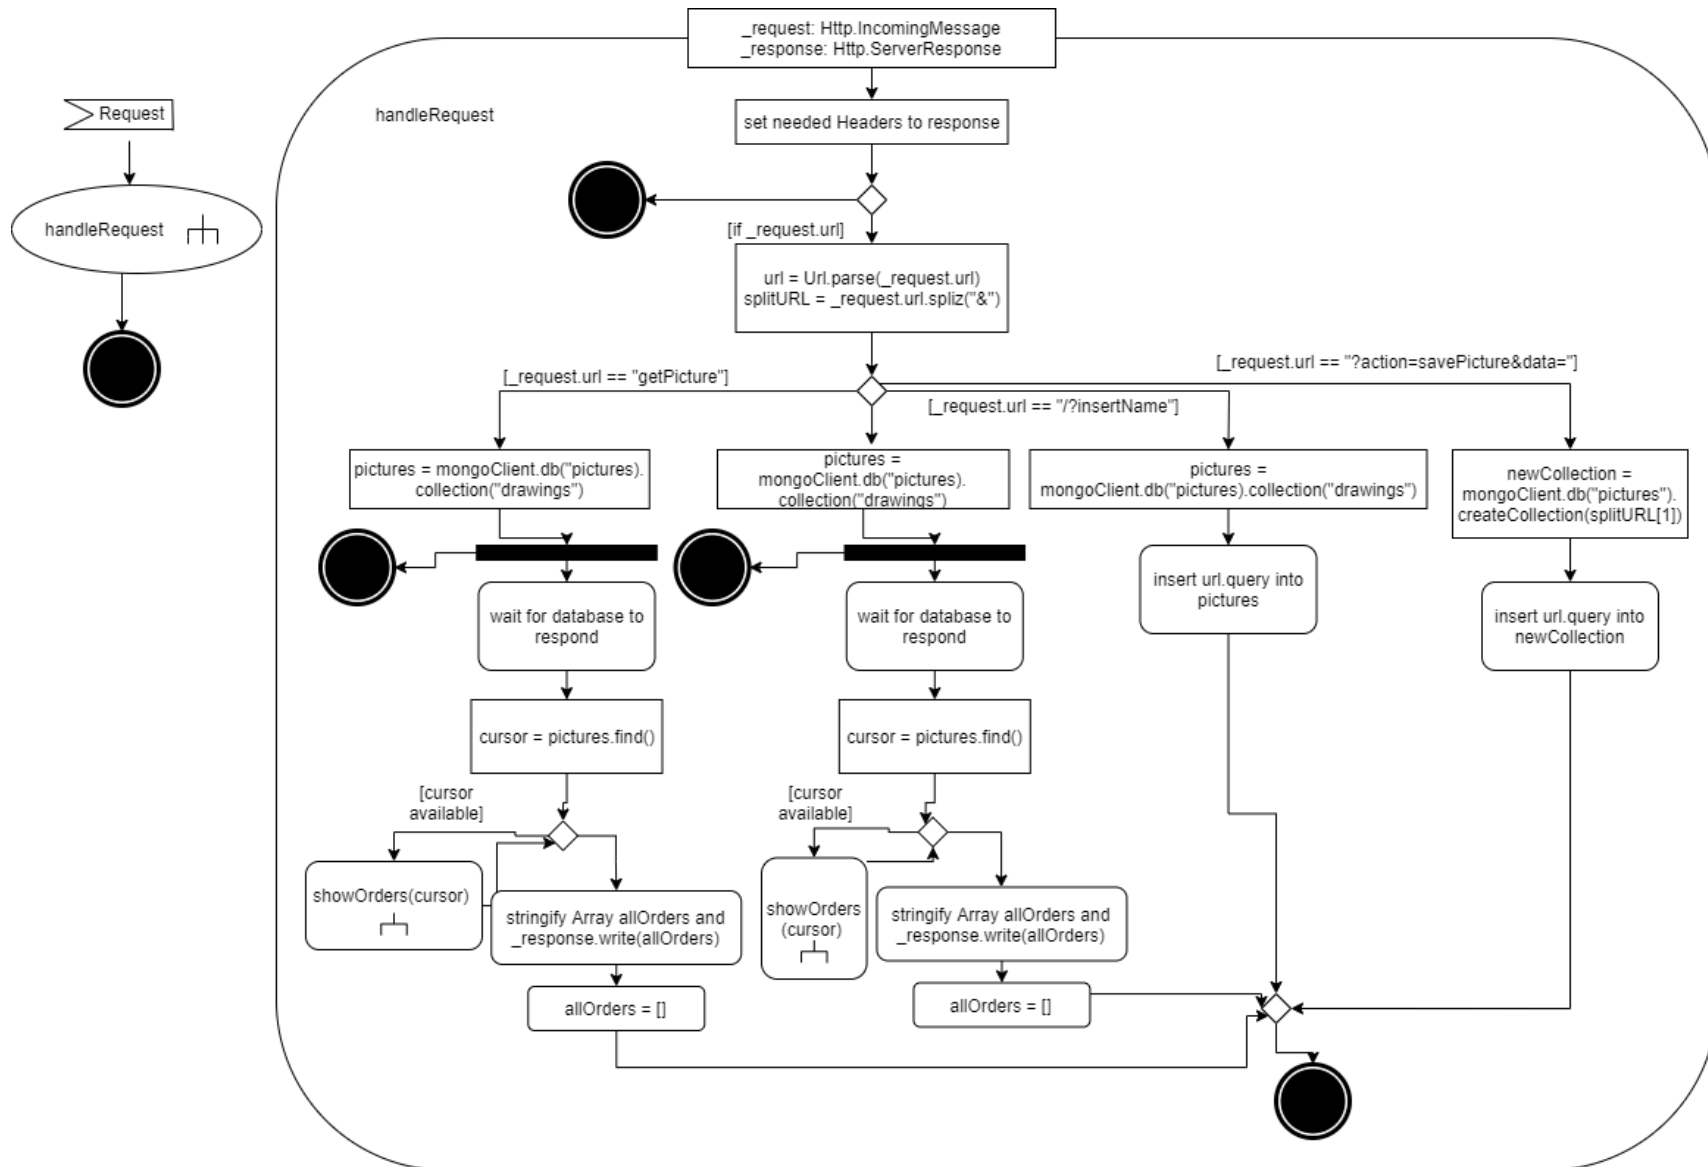 _request: Http.IncomingMessage
_response: Http.ServerResponse
Request
handleRequest
set needed Headers to response
handleRequest
[if _request.url]
url = Url.parse(_request.url)
splitURL = _request.url.spliz("&")
[_request.url == "?action=savePicture&data="]
[_request.url == "getPicture"]
[_request.url == "/?insertName"]
pictures = mongoClient.db("pictures).
collection("drawings")
pictures =
mongoClient.db("pictures).
collection("drawings")
pictures =
mongoClient.db("pictures).collection("drawings")
newCollection =
mongoClient.db("pictures").
createCollection(splitURL[1])
wait for database to
respond
wait for database to
respond
insert url.query into
pictures
insert url.query into
newCollection
cursor = pictures.find()
cursor = pictures.find()
[cursor
available]
[cursor
available]
showOrders(cursor)
stringify Array allOrders and
_response.write(allOrders)
showOrders
(cursor)
stringify Array allOrders and
_response.write(allOrders)
allOrders = []
allOrders = []